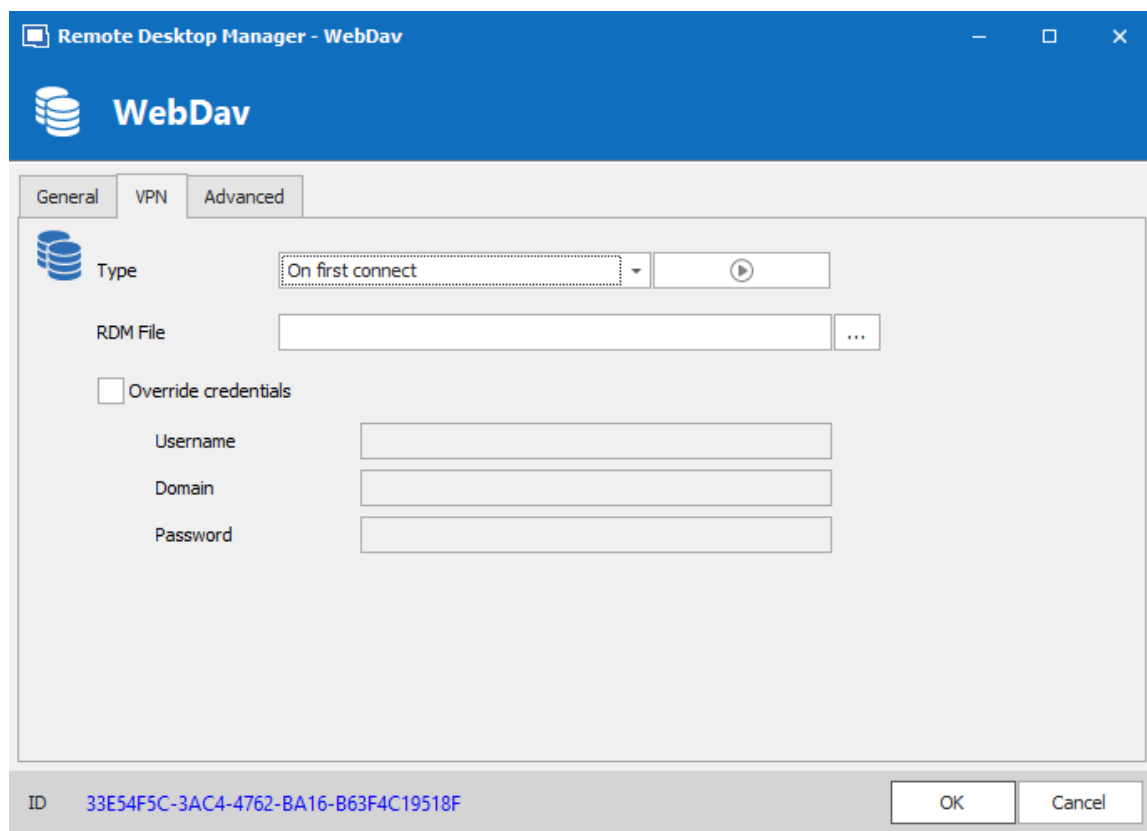 Remote Desktop Manager - WebDav
WebDav
General VPN Advanced
Type On first connect
RDM File ...
Override credentials
Username
Domain
Password
ID 33E54F5C-3AC4-4762-BA16-B63F4C19518F OK Cancel